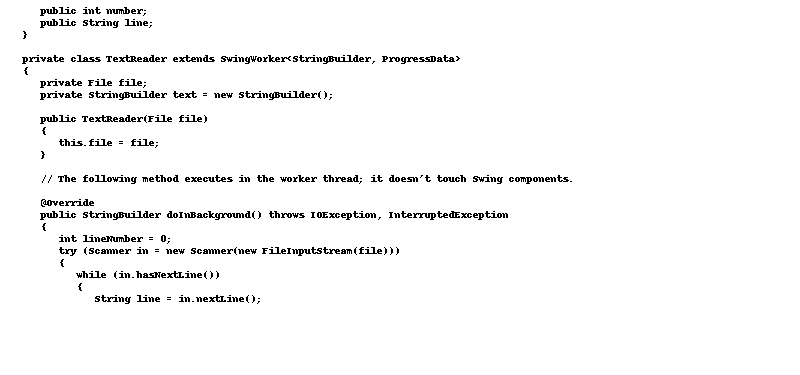 public int number;
public String line;
}
private class TextReader extends SwingWorker<StringBuilder, ProgressData>
{
private File file;
private StringBuilder text = new StringBuilder();
public TextReader(File file)
{
this.file = file;
}
// The following method executes in the worker thread; it doesn't touch Swing components.
@Override
public StringBuilder doInBackground() throws IOException, InterruptedException
{
int lineNumber = 0;
try (Scanner in = new Scanner(new FileInputStream(file)))
{
while (in.hasNextLine())
{
String line = in.nextLine();